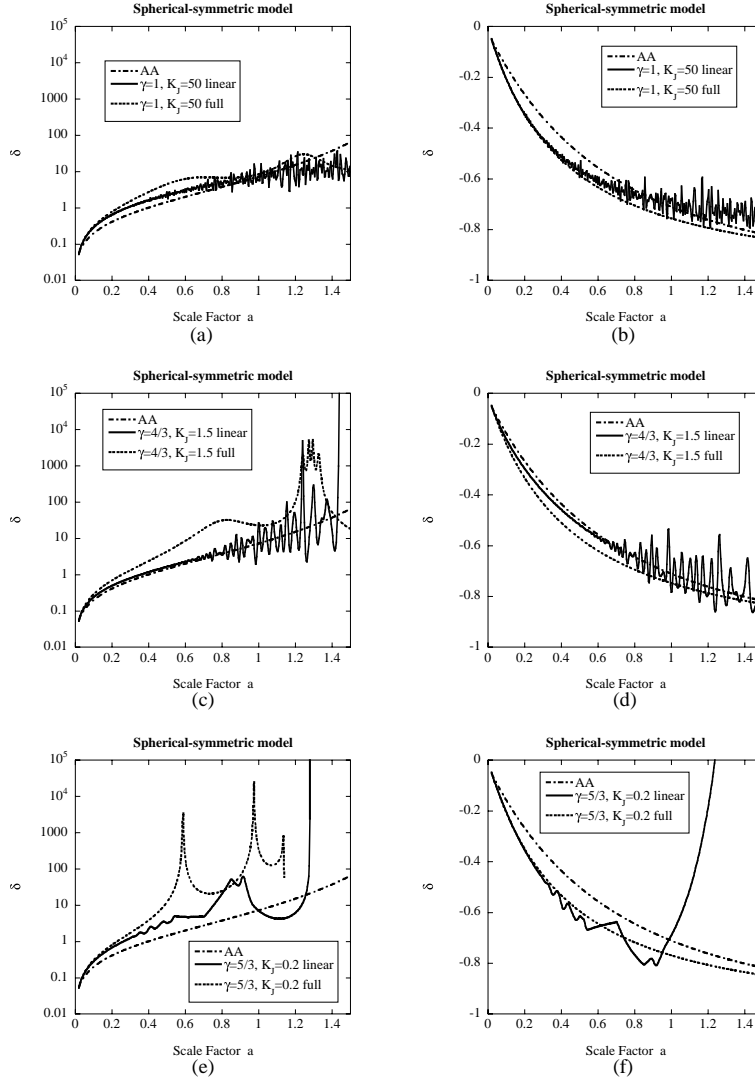 Spherical-symmetric model
10⁵
10⁴
1000
100
10
1
0.1
0.01
δ
AA
γ=1, K_J=50 linear
γ=1, K_J=50 full
0 0.2 0.4 0.6 0.8 1 1.2 1.4
Scale Factor a
(a)
Spherical-symmetric model
0
-0.2
-0.4
-0.6
-0.8
-1
δ
AA
γ=1, K_J=50 linear
γ=1, K_J=50 full
0 0.2 0.4 0.6 0.8 1 1.2 1.4
Scale Factor a
(b)
Spherical-symmetric model
10⁵
10⁴
1000
100
10
1
0.1
0.01
δ
AA
γ=4/3, K_J=1.5 linear
γ=4/3, K_J=1.5 full
0 0.2 0.4 0.6 0.8 1 1.2 1.4
Scale Factor a
(c)
Spherical-symmetric model
0
-0.2
-0.4
-0.6
-0.8
-1
δ
AA
γ=4/3, K_J=1.5 linear
γ=4/3, K_J=1.5 full
0 0.2 0.4 0.6 0.8 1 1.2 1.4
Scale Factor a
(d)
Spherical-symmetric model
10⁵
10⁴
1000
100
10
1
0.1
0.01
δ
AA
γ=5/3, K_J=0.2 linear
γ=5/3, K_J=0.2 full
0 0.2 0.4 0.6 0.8 1 1.2 1.4
Scale Factor a
(e)
Spherical-symmetric model
0
-0.2
-0.4
-0.6
-0.8
-1
δ
AA
γ=5/3, K_J=0.2 linear
γ=5/3, K_J=0.2 full
0 0.2 0.4 0.6 0.8 1 1.2 1.4
Scale Factor a
(f)